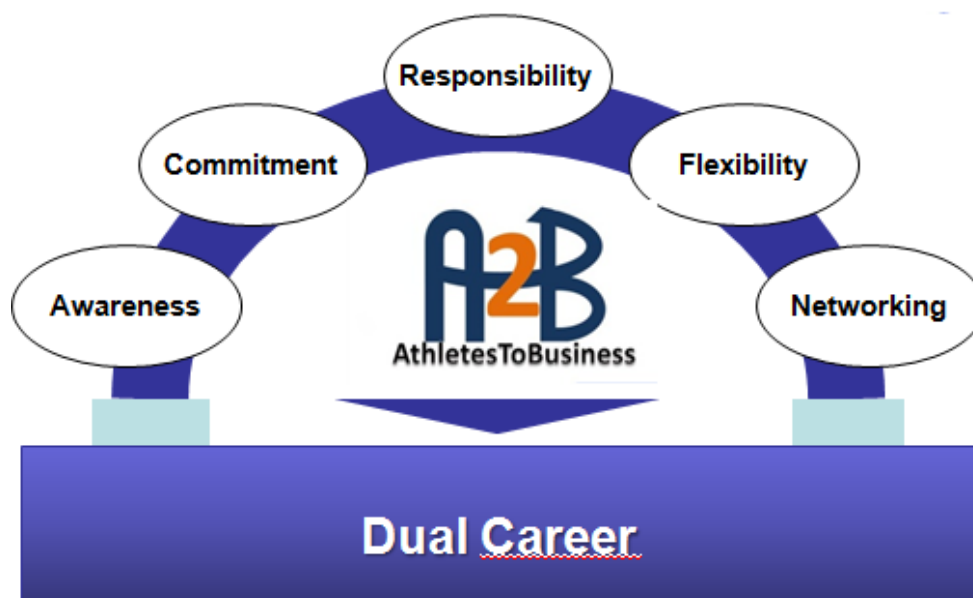 Responsibility
Commitment
Flexibility
Awareness
Networking
A2B
AthletesToBusiness
Dual Career